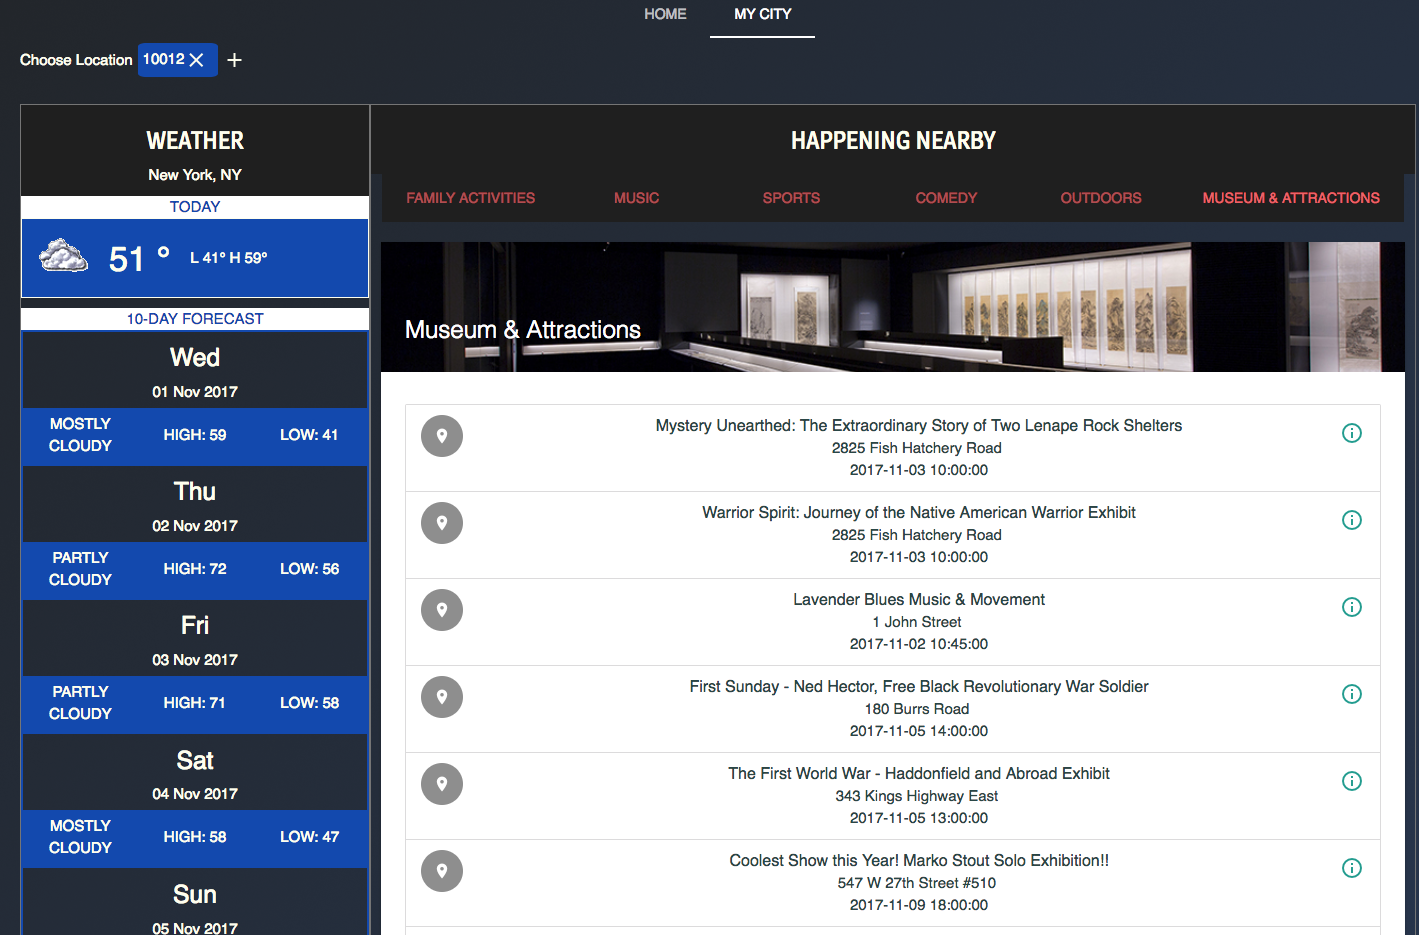 HOME MY CITY
Choose Location 10012 +
WEATHER
New York, NY
TODAY
51 ° L 41° H 59°
10-DAY FORECAST
Wed
01 Nov 2017
MOSTLY
CLOUDY
HIGH: 59 LOW: 41
Thu
02 Nov 2017
PARTLY
CLOUDY
HIGH: 72 LOW: 56
Fri
03 Nov 2017
PARTLY
CLOUDY
HIGH: 71 LOW: 58
Sat
04 Nov 2017
MOSTLY
CLOUDY
HIGH: 58 LOW: 47
Sun
05 Nov 2017
HAPPENING NEARBY
FAMILY ACTIVITIES MUSIC SPORTS COMEDY OUTDOORS MUSEUM & ATTRACTIONS
Museum & Attractions
Mystery Unearthed: The Extraordinary Story of Two Lenape Rock Shelters
2825 Fish Hatchery Road
2017-11-03 10:00:00
Warrior Spirit: Journey of the Native American Warrior Exhibit
2825 Fish Hatchery Road
2017-11-03 10:00:00
Lavender Blues Music & Movement
1 John Street
2017-11-02 10:45:00
First Sunday - Ned Hector, Free Black Revolutionary War Soldier
180 Burrs Road
2017-11-05 14:00:00
The First World War - Haddonfield and Abroad Exhibit
343 Kings Highway East
2017-11-05 13:00:00
Coolest Show this Year! Marko Stout Solo Exhibition!!
547 W 27th Street #510
2017-11-09 18:00:00